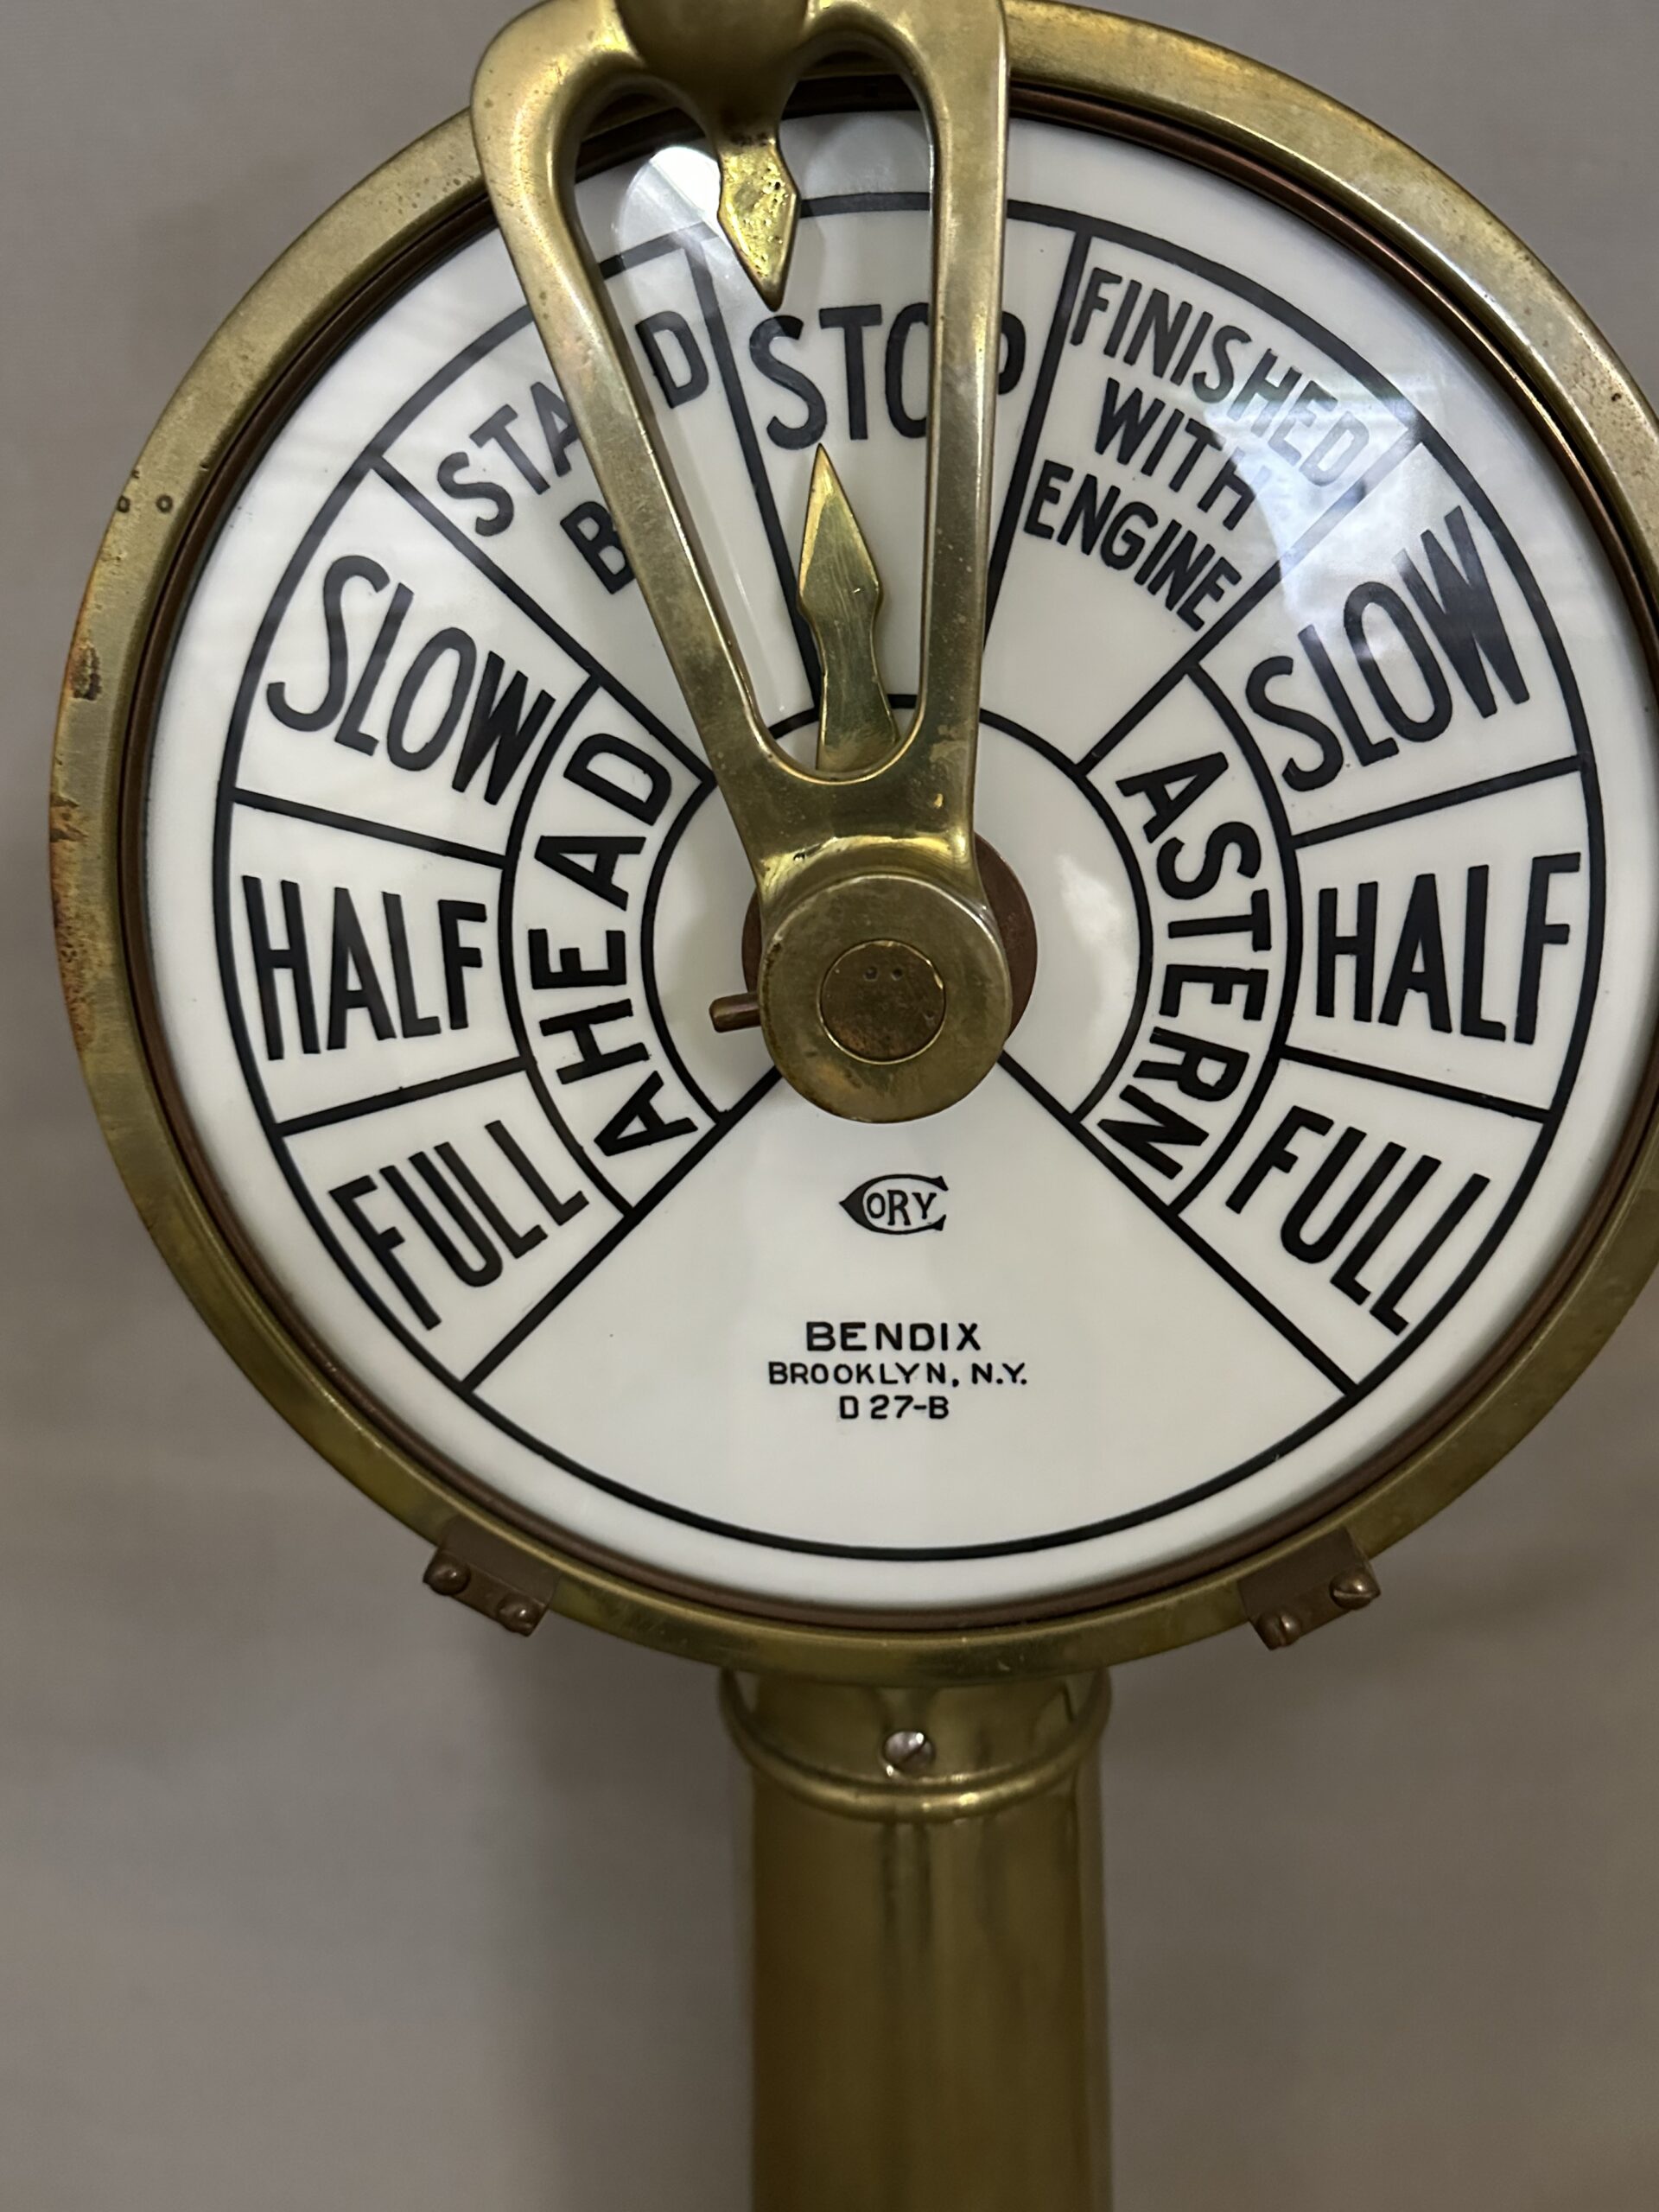 STAND
BY
STOP
FINISHED
WITH
ENGINE
SLOW
SLOW
AHEAD
ASTERN
HALF
HALF
FULL
FULL
CORY
BENDIX
BROOKLYN, N.Y.
D 27-B